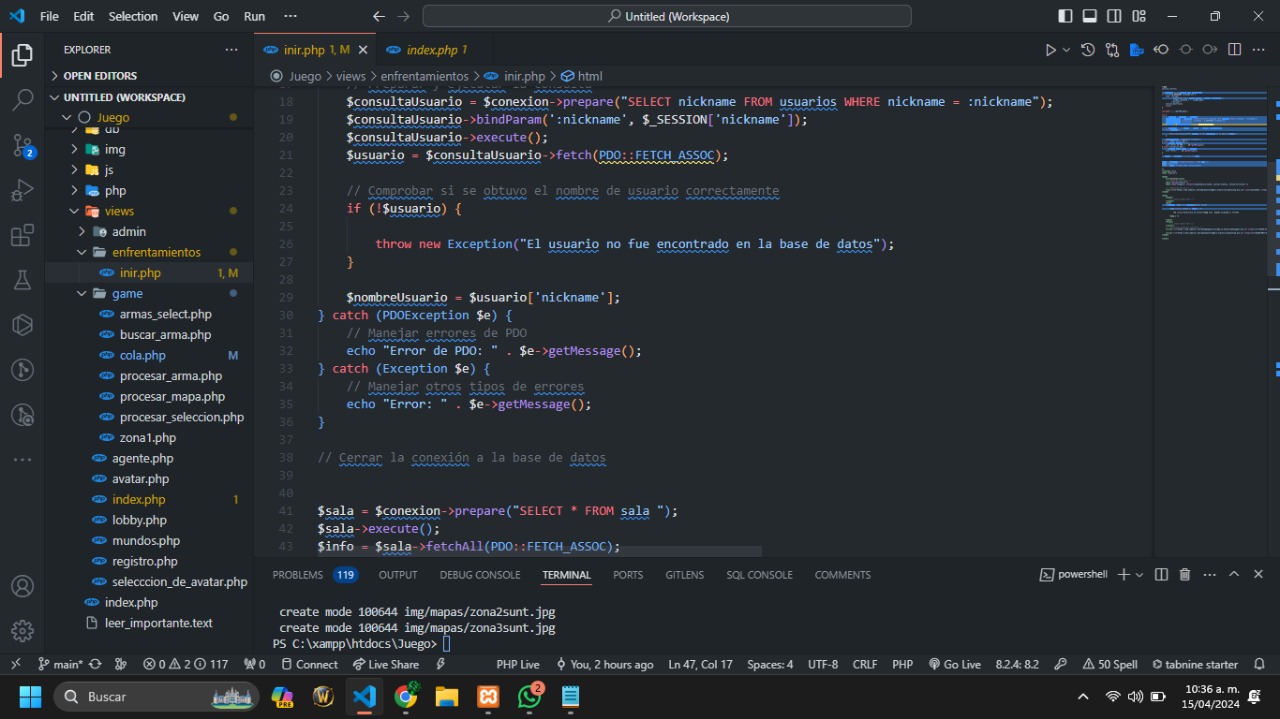 File Edit Selection View Go Run ··· Untitled (Workspace)
EXPLORER
OPEN EDITORS
UNTITLED (WORKSPACE)
Juego
db
img
js
php
views
admin
enfrentamientos
inir.php 1, M
game
armas_select.php
buscar_arma.php
cola.php M
procesar_arma.php
procesar_mapa.php
procesar_seleccion.php
zona1.php
agente.php
avatar.php
index.php 1
lobby.php
mundos.php
registro.php
selecccion_de_avatar.php
index.php
leer_importante.text
2
inir.php 1, M index.php 1
Juego > views > enfrentamientos > inir.php > html
17 // Preparar y ejecutar la consulta
18 $consultaUsuario = $conexion->prepare("SELECT nickname FROM usuarios WHERE nickname = :nickname");
19 $consultaUsuario->bindParam(':nickname', $_SESSION['nickname']);
20 $consultaUsuario->execute();
21 $usuario = $consultaUsuario->fetch(PDO::FETCH_ASSOC);
22
23 // Comprobar si se obtuvo el nombre de usuario correctamente
24 if (!$usuario) {
25
26 throw new Exception("El usuario no fue encontrado en la base de datos");
27 }
28
29 $nombreUsuario = $usuario['nickname'];
30 } catch (PDOException $e) {
31 // Manejar errores de PDO
32 echo "Error de PDO: " . $e->getMessage();
33 } catch (Exception $e) {
34 // Manejar otros tipos de errores
35 echo "Error: " . $e->getMessage();
36 }
37
38 // Cerrar la conexión a la base de datos
39
40
41 $sala = $conexion->prepare("SELECT * FROM sala ");
42 $sala->execute();
43 $info = $sala->fetchAll(PDO::FETCH_ASSOC);
PROBLEMS 119 OUTPUT DEBUG CONSOLE TERMINAL PORTS GITLENS SQL CONSOLE COMMENTS powershell
create mode 100644 img/mapas/zona2sunt.jpg
create mode 100644 img/mapas/zona3sunt.jpg
PS C:\xampp\htdocs\Juego>
main* 0 2 117 0 Connect Live Share PHP Live You, 2 hours ago Ln 47, Col 17 Spaces: 4 UTF-8 CRLF PHP Go Live 8.2.4: 8.2 50 Spell tabnine starter
Buscar PRE W 2 10:36 a. m.
15/04/2024